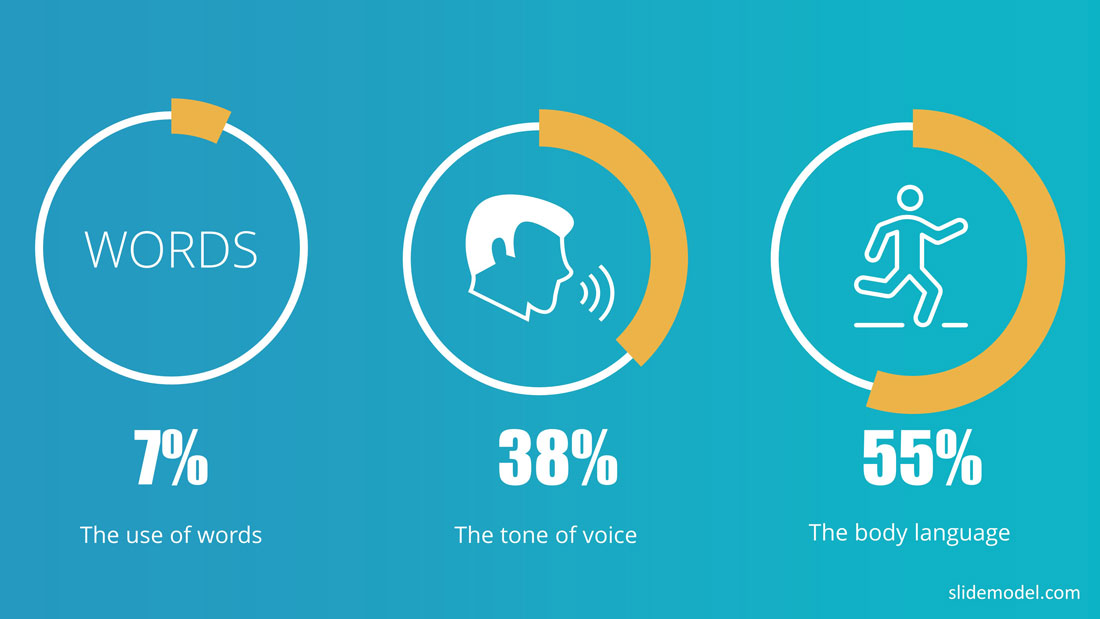 WORDS
7%
The use of words
38%
The tone of voice
55%
The body language
slidemodel.com